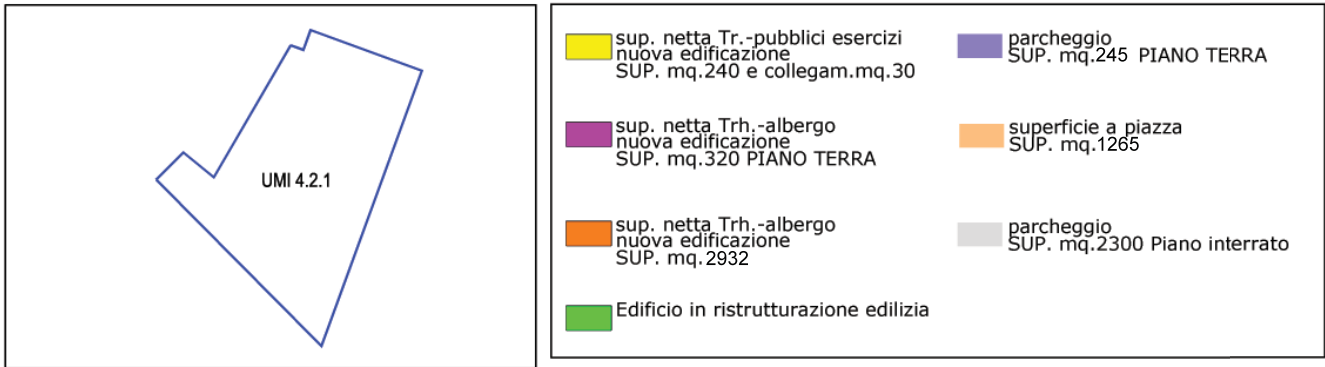 UMI 4.2.1
sup. netta Tr.-pubblici esercizi
nuova edificazione
SUP. mq.240 e collegam.mq.30
sup. netta Trh.-albergo
nuova edificazione
SUP. mq.320 PIANO TERRA
sup. netta Trh.-albergo
nuova edificazione
SUP. mq.2932
Edificio in ristrutturazione edilizia
parcheggio
SUP. mq.245 PIANO TERRA
superficie a piazza
SUP. mq.1265
parcheggio
SUP. mq.2300 Piano interrato